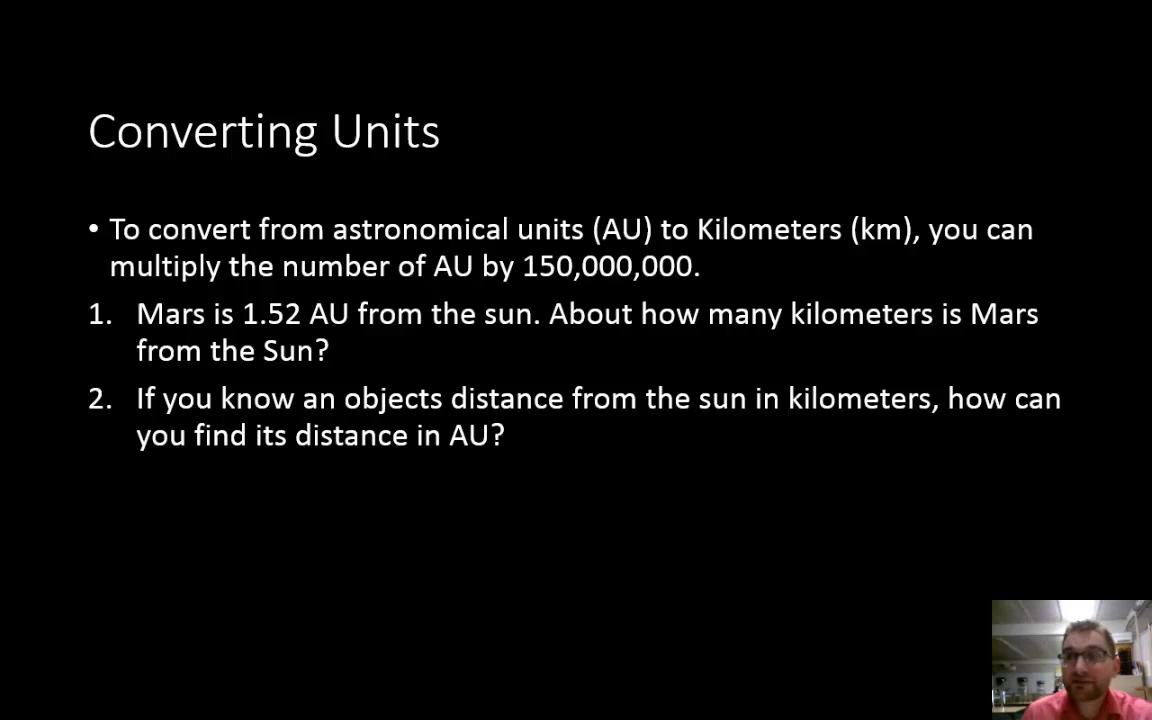 Converting Units
• To convert from astronomical units (AU) to Kilometers (km), you can
multiply the number of AU by 150,000,000.
1. Mars is 1.52 AU from the sun. About how many kilometers is Mars
from the Sun?
2. If you know an objects distance from the sun in kilometers, how can
you find its distance in AU?